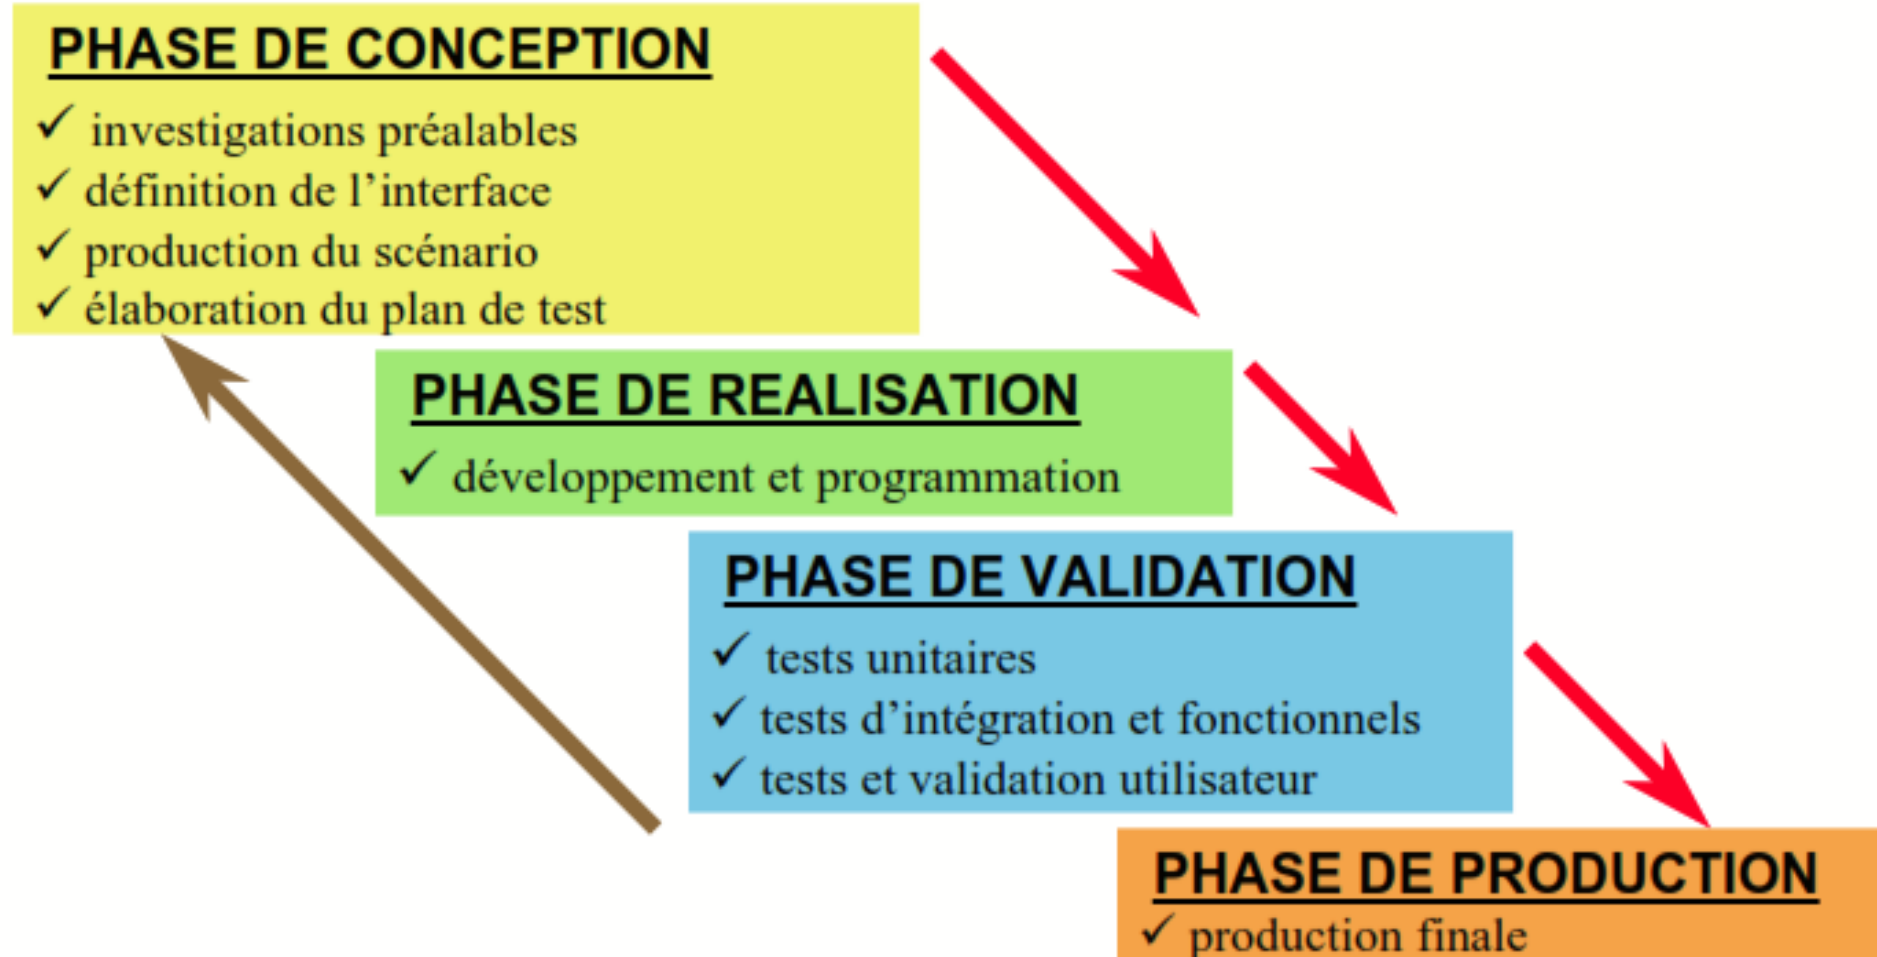 PHASE DE CONCEPTION
✓ investigations préalables
✓ définition de l’interface
✓ production du scénario
✓ élaboration du plan de test
PHASE DE REALISATION
✓ développement et programmation
PHASE DE VALIDATION
✓ tests unitaires
✓ tests d’intégration et fonctionnels
✓ tests et validation utilisateur
PHASE DE PRODUCTION
✓ production finale